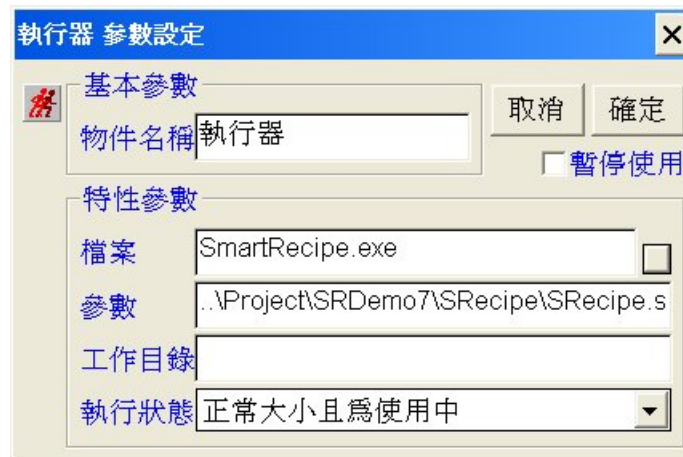 執行器 參數設定
基本參數
物件名稱 執行器
取消 確定
暫停使用
特性參數
檔案 SmartRecipe.exe
參數 ..\Project\SRDemo7\SRecipe\SRecipe.s
工作目錄
執行狀態 正常大小且爲使用中